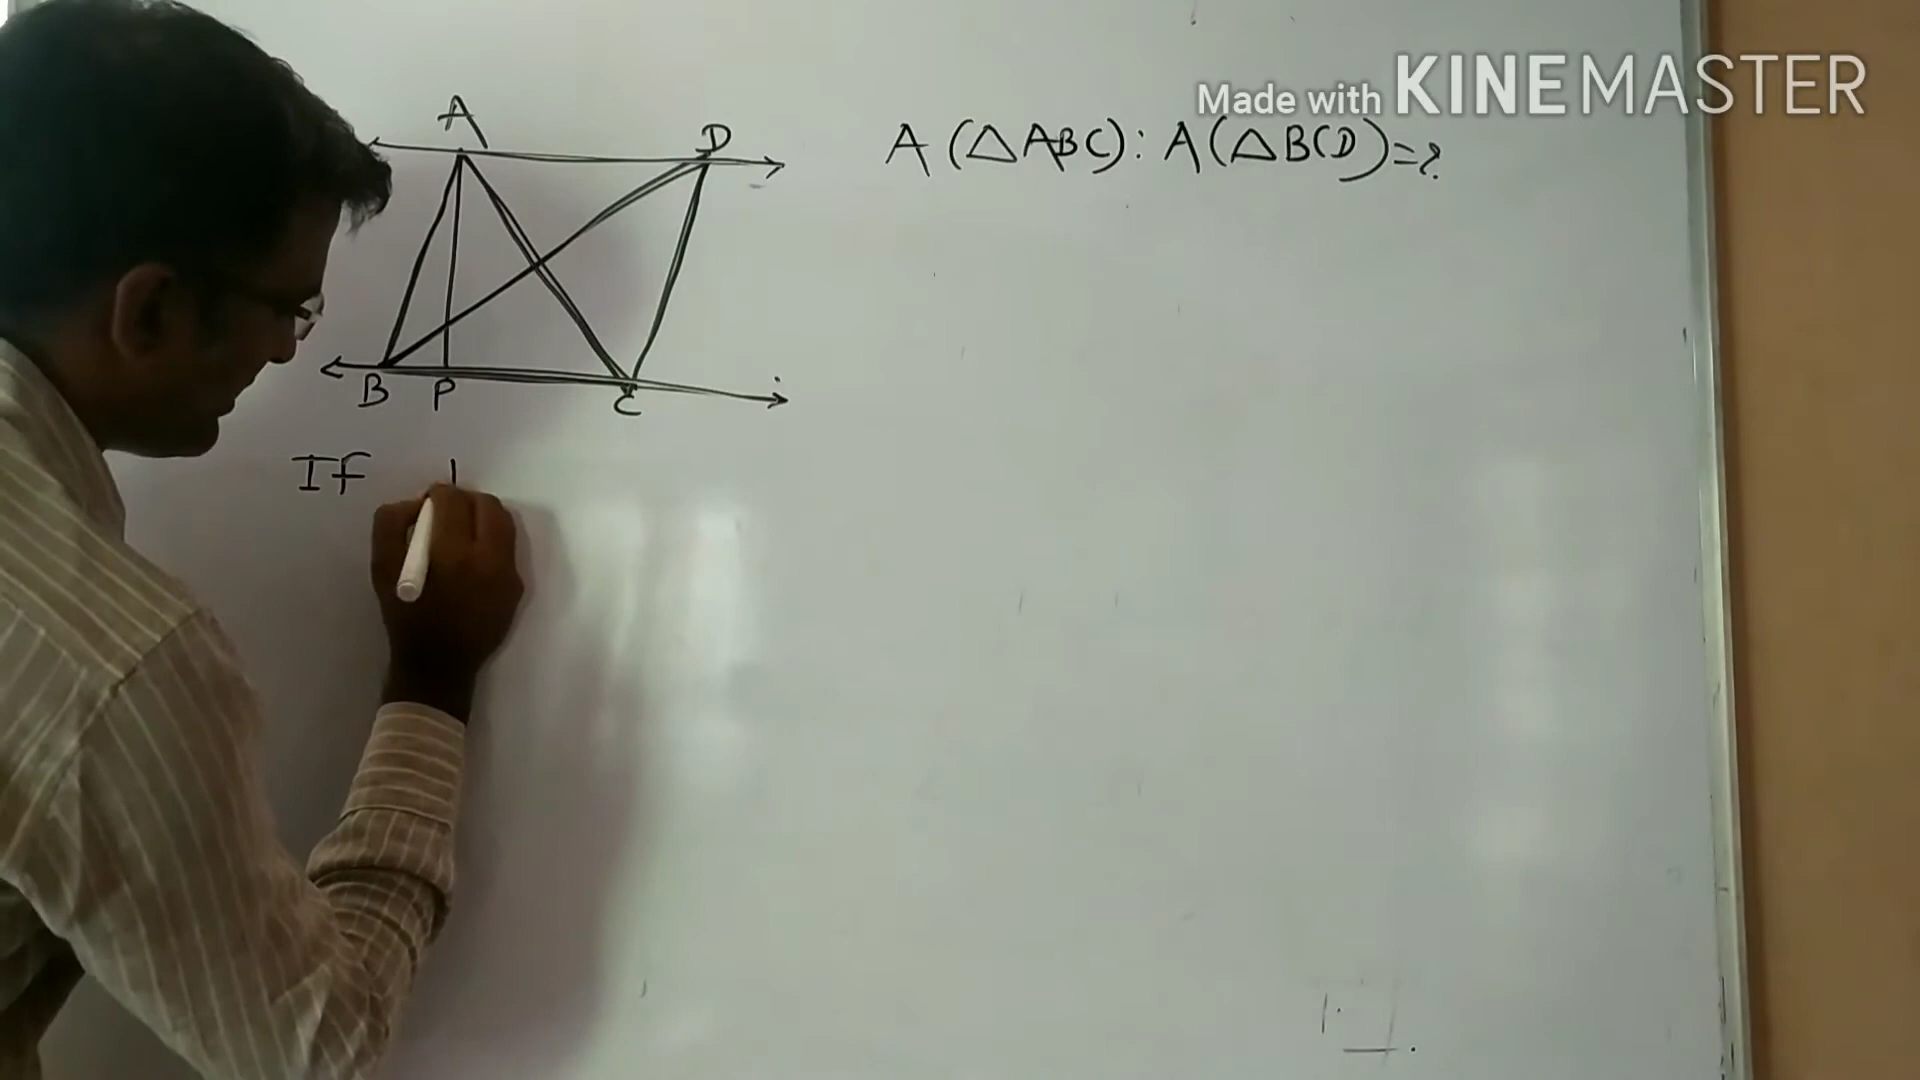 Made with KINEMASTER
A (△ABC) : A(△BCD) = ?
A
D
B
P
C
If